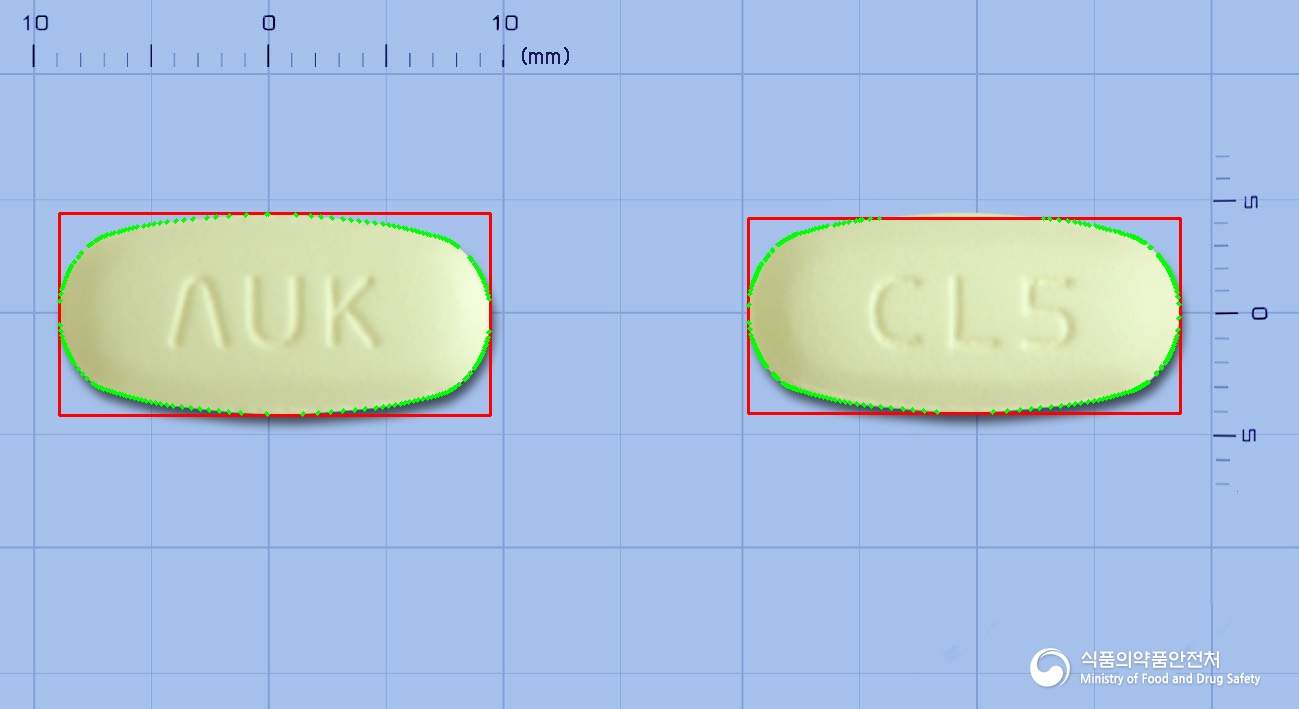 10 0 10
(mm)
5
0
5
AUK
CLS
식품의약품안전처
Ministry of Food and Drug Safety